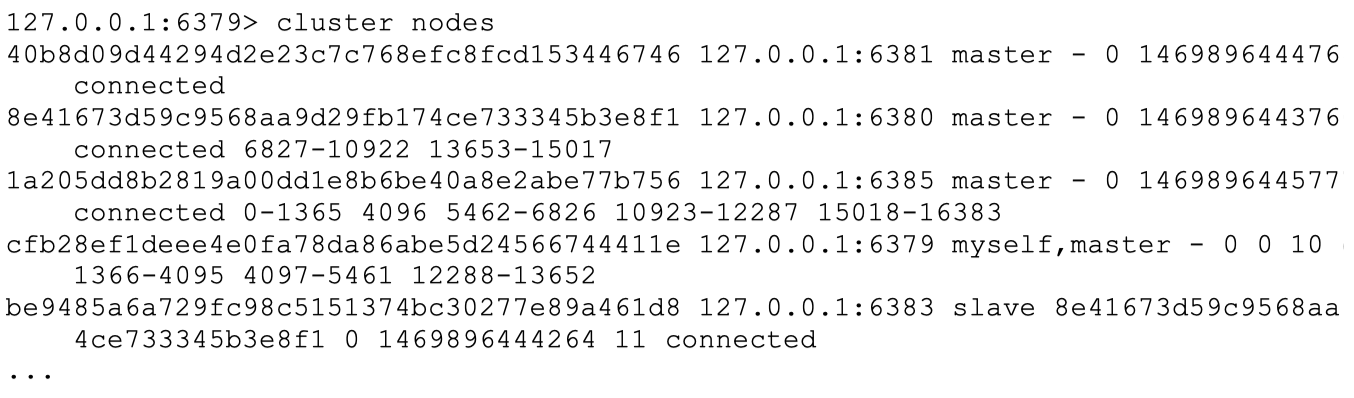 127.0.0.1:6379> cluster nodes
40b8d09d44294d2e23c7c768efc8fcd153446746 127.0.0.1:6381 master - 0 146989644476
connected
8e41673d59c9568aa9d29fb174ce733345b3e8f1 127.0.0.1:6380 master - 0 146989644376
connected 6827-10922 13653-15017
1a205dd8b2819a00dd1e8b6be40a8e2abe77b756 127.0.0.1:6385 master - 0 146989644577
connected 0-1365 4096 5462-6826 10923-12287 15018-16383
cfb28ef1deee4e0fa78da86abe5d24566744411e 127.0.0.1:6379 myself,master - 0 0 10
1366-4095 4097-5461 12288-13652
be9485a6a729fc98c5151374bc30277e89a461d8 127.0.0.1:6383 slave 8e41673d59c9568aa
4ce733345b3e8f1 0 1469896444264 11 connected
...